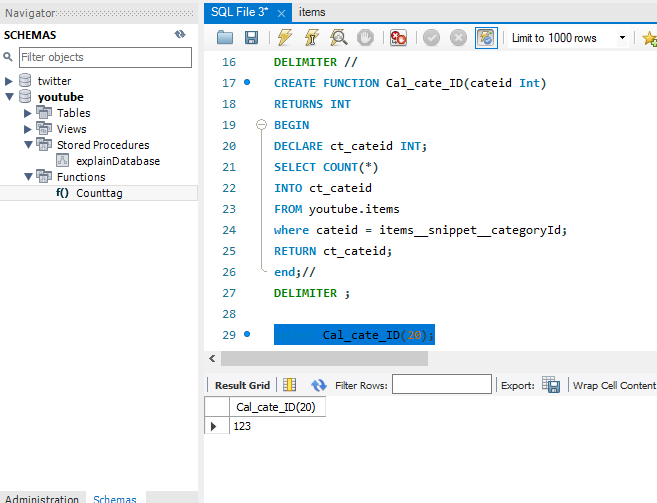 Navigator
SCHEMAS
Filter objects
twitter
youtube
Tables
Views
Stored Procedures
explainDatabase
Functions
f() Counttag
Administration Schemas
SQL File 3* items
Limit to 1000 rows
16 DELIMITER //
17 CREATE FUNCTION Cal_cate_ID(cateid Int)
18 RETURNS INT
19 BEGIN
20 DECLARE ct_cateid INT;
21 SELECT COUNT(*)
22 INTO ct_cateid
23 FROM youtube.items
24 where cateid = items__snippet__categoryId;
25 RETURN ct_cateid;
26 end;//
27 DELIMITER ;
28
29 Cal_cate_ID(20);
Result Grid Filter Rows: Export: Wrap Cell Content
Cal_cate_ID(20)
123